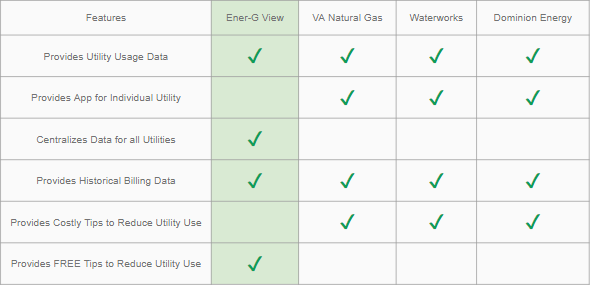 Features Ener-G View VA Natural Gas Waterworks Dominion Energy
Provides Utility Usage Data ✓ ✓ ✓ ✓
Provides App for Individual Utility ✓ ✓ ✓
Centralizes Data for all Utilities ✓
Provides Historical Billing Data ✓ ✓ ✓ ✓
Provides Costly Tips to Reduce Utility Use ✓ ✓ ✓
Provides FREE Tips to Reduce Utility Use ✓